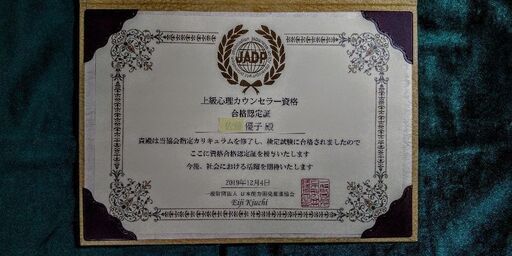 JADP
上級心理カウンセラー資格
合格認定証
佐藤 優子 殿
貴殿は当協会指定カリキュラムを修了し、検定試験に合格されましたので
ここに資格合格認定証を授与いたします
今後、社会における活躍を期待いたします
2019年12月4日
一般財団法人 日本能力開発推進協会
Eiji Kiuchi